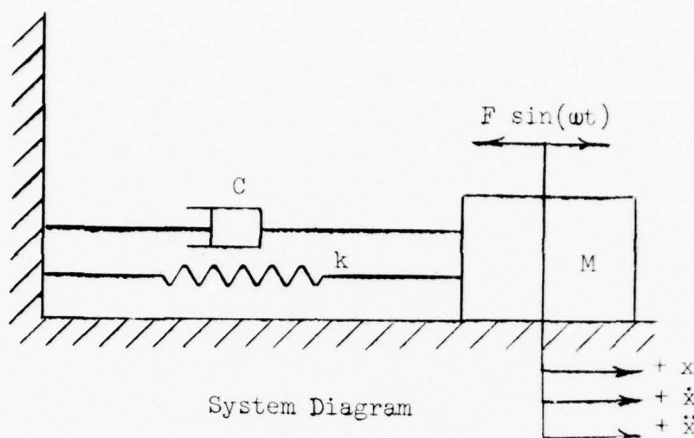 F sin(ωt)
C
k
M
+ x
+ ẋ
+ ẍ
System Diagram